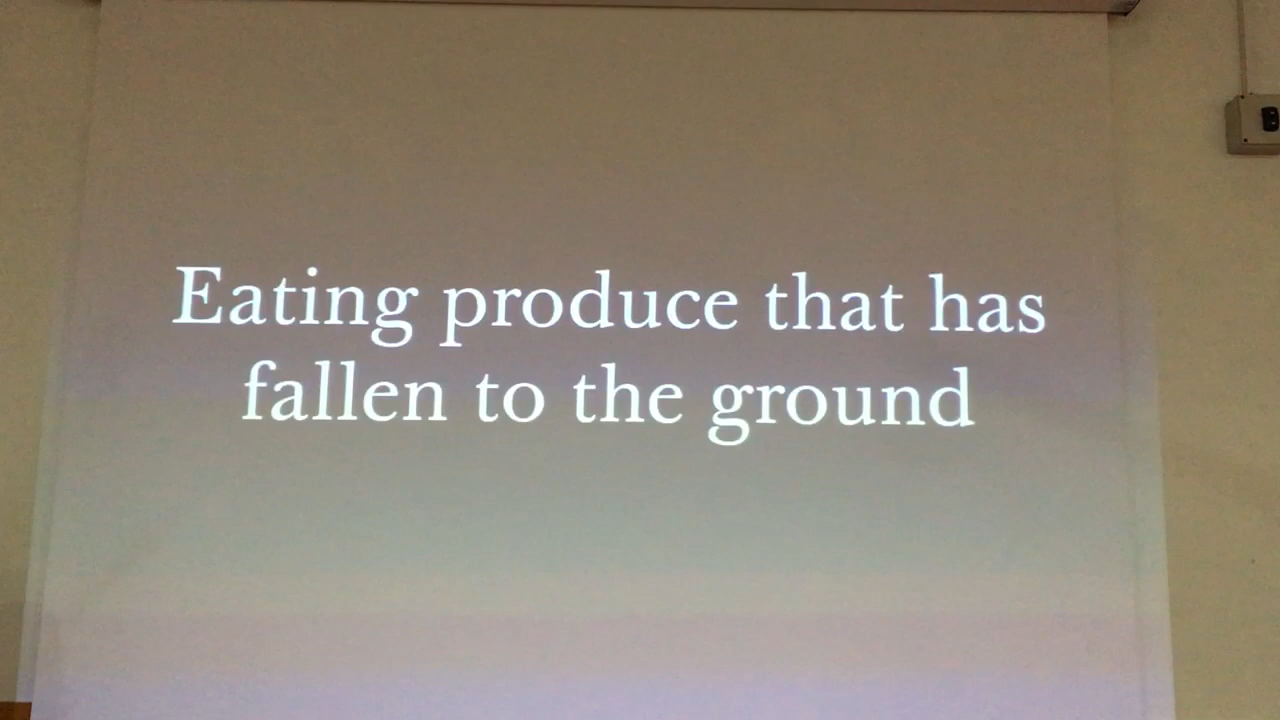 Eating produce that has
fallen to the ground